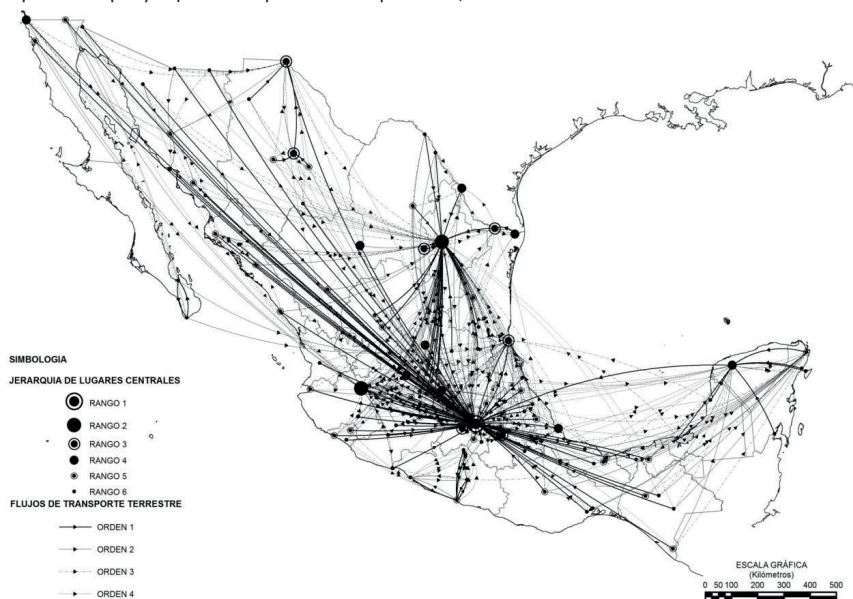 SIMBOLOGIA
JERARQUIA DE LUGARES CENTRALES
RANGO 1
RANGO 2
RANGO 3
RANGO 4
RANGO 5
RANGO 6
FLUJOS DE TRANSPORTE TERRESTRE
ORDEN 1
ORDEN 2
ORDEN 3
ORDEN 4
ESCALA GRÁFICA
(Kilómetros)
0 50 100 200 300 400 500